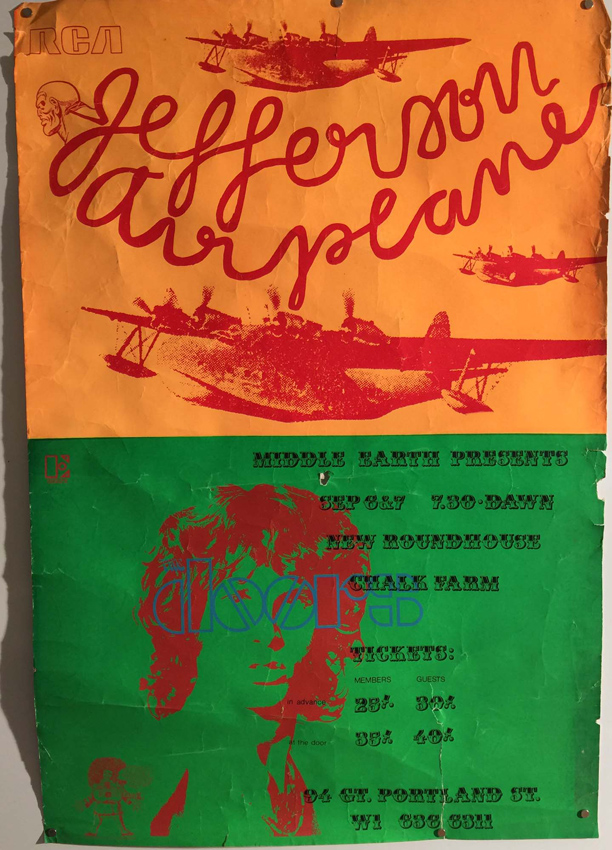 RCA
Jefferson
Airplane
MIDDLE EARTH PRESENTS
SEP 6&7 7.30-DAWN
NEW ROUNDHOUSE
CHALK FARM
doors
TICKETS:
MEMBERS GUESTS
in advance 25/- 30/-
at the door 35/- 40/-
94 GT. PORTLAND ST.
W1 636 6311